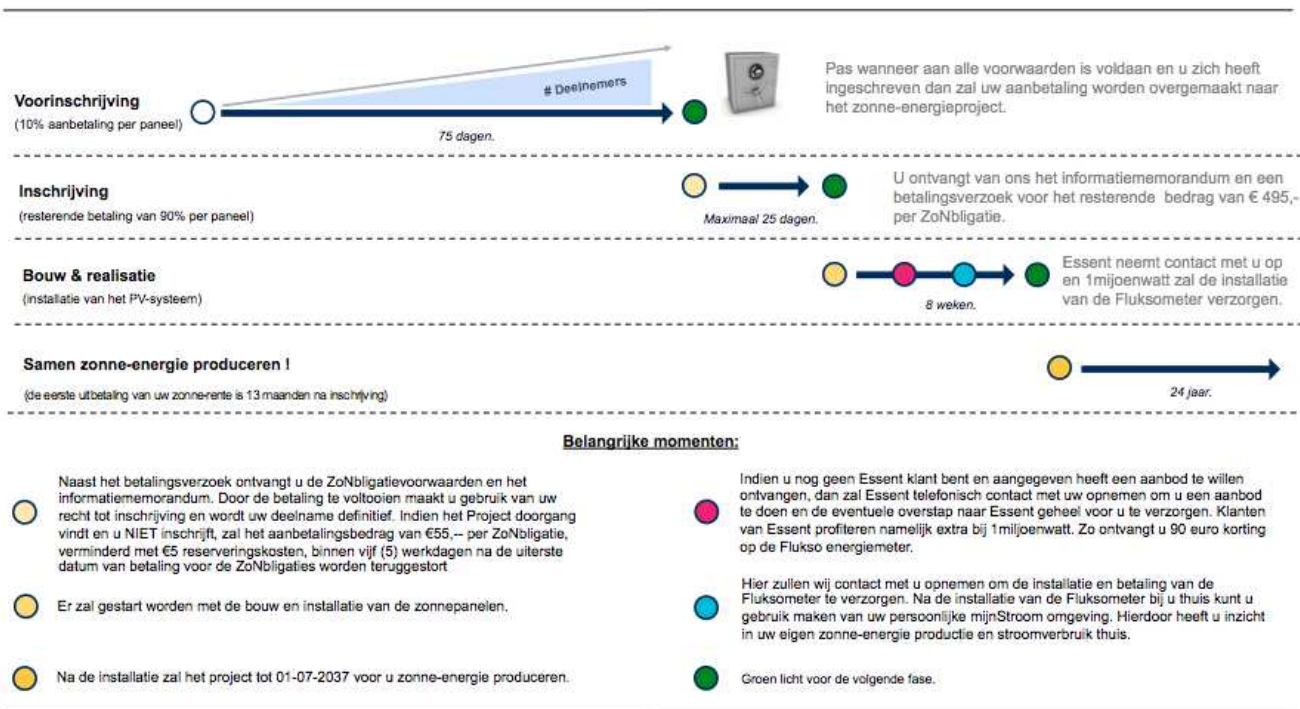 # Deelnemers
Voorinschrijving
(10% aanbetaling per paneel)
75 dagen.
Pas wanneer aan alle voorwaarden is voldaan en u zich heeft
ingeschreven dan zal uw aanbetaling worden overgemaakt naar
het zonne-energieproject.
Inschrijving
(resterende betaling van 90% per paneel)
Maximaal 25 dagen.
U ontvangt van ons het informatiememorandum en een
betalingsverzoek voor het resterende bedrag van € 495,-
per ZoNbligatie.
Bouw & realisatie
(installatie van het PV-systeem)
8 weken.
Essent neemt contact met u op
en 1mijoenwatt zal de installatie
van de Fluksometer verzorgen.
Samen zonne-energie produceren !
(de eerste uitbetaling van uw zonne-rente is 13 maanden na inschrijving)
24 jaar.
Belangrijke momenten:
Naast het betalingsverzoek ontvangt u de ZoNbligatievoorwaarden en het
informatiememorandum. Door de betaling te voltooien maakt u gebruik van uw
recht tot inschrijving en wordt uw deelname definitief. Indien het Project doorgang
vindt en u NIET inschrijft, zal het aanbetalingsbedrag van €55,-- per ZoNbligatie,
verminderd met €5 reserveringskosten, binnen vijf (5) werkdagen na de uiterste
datum van betaling voor de ZoNbligaties worden teruggestort
Er zal gestart worden met de bouw en installatie van de zonnepanelen.
Na de installatie zal het project tot 01-07-2037 voor u zonne-energie produceren.
Indien u nog geen Essent klant bent en aangegeven heeft een aanbod te willen
ontvangen, dan zal Essent telefonisch contact met uw opnemen om u een aanbod
te doen en de eventuele overstap naar Essent geheel voor u te verzorgen. Klanten
van Essent profiteren namelijk extra bij 1miljoenwatt. Zo ontvangt u 90 euro korting
op de Flukso energiemeter.
Hier zullen wij contact met u opnemen om de installatie en betaling van de
Fluksometer te verzorgen. Na de installatie van de Fluksometer bij u thuis kunt u
gebruik maken van uw persoonlijke mijnStroom omgeving. Hierdoor heeft u inzicht
in uw eigen zonne-energie productie en stroomverbruik thuis.
Groen licht voor de volgende fase.